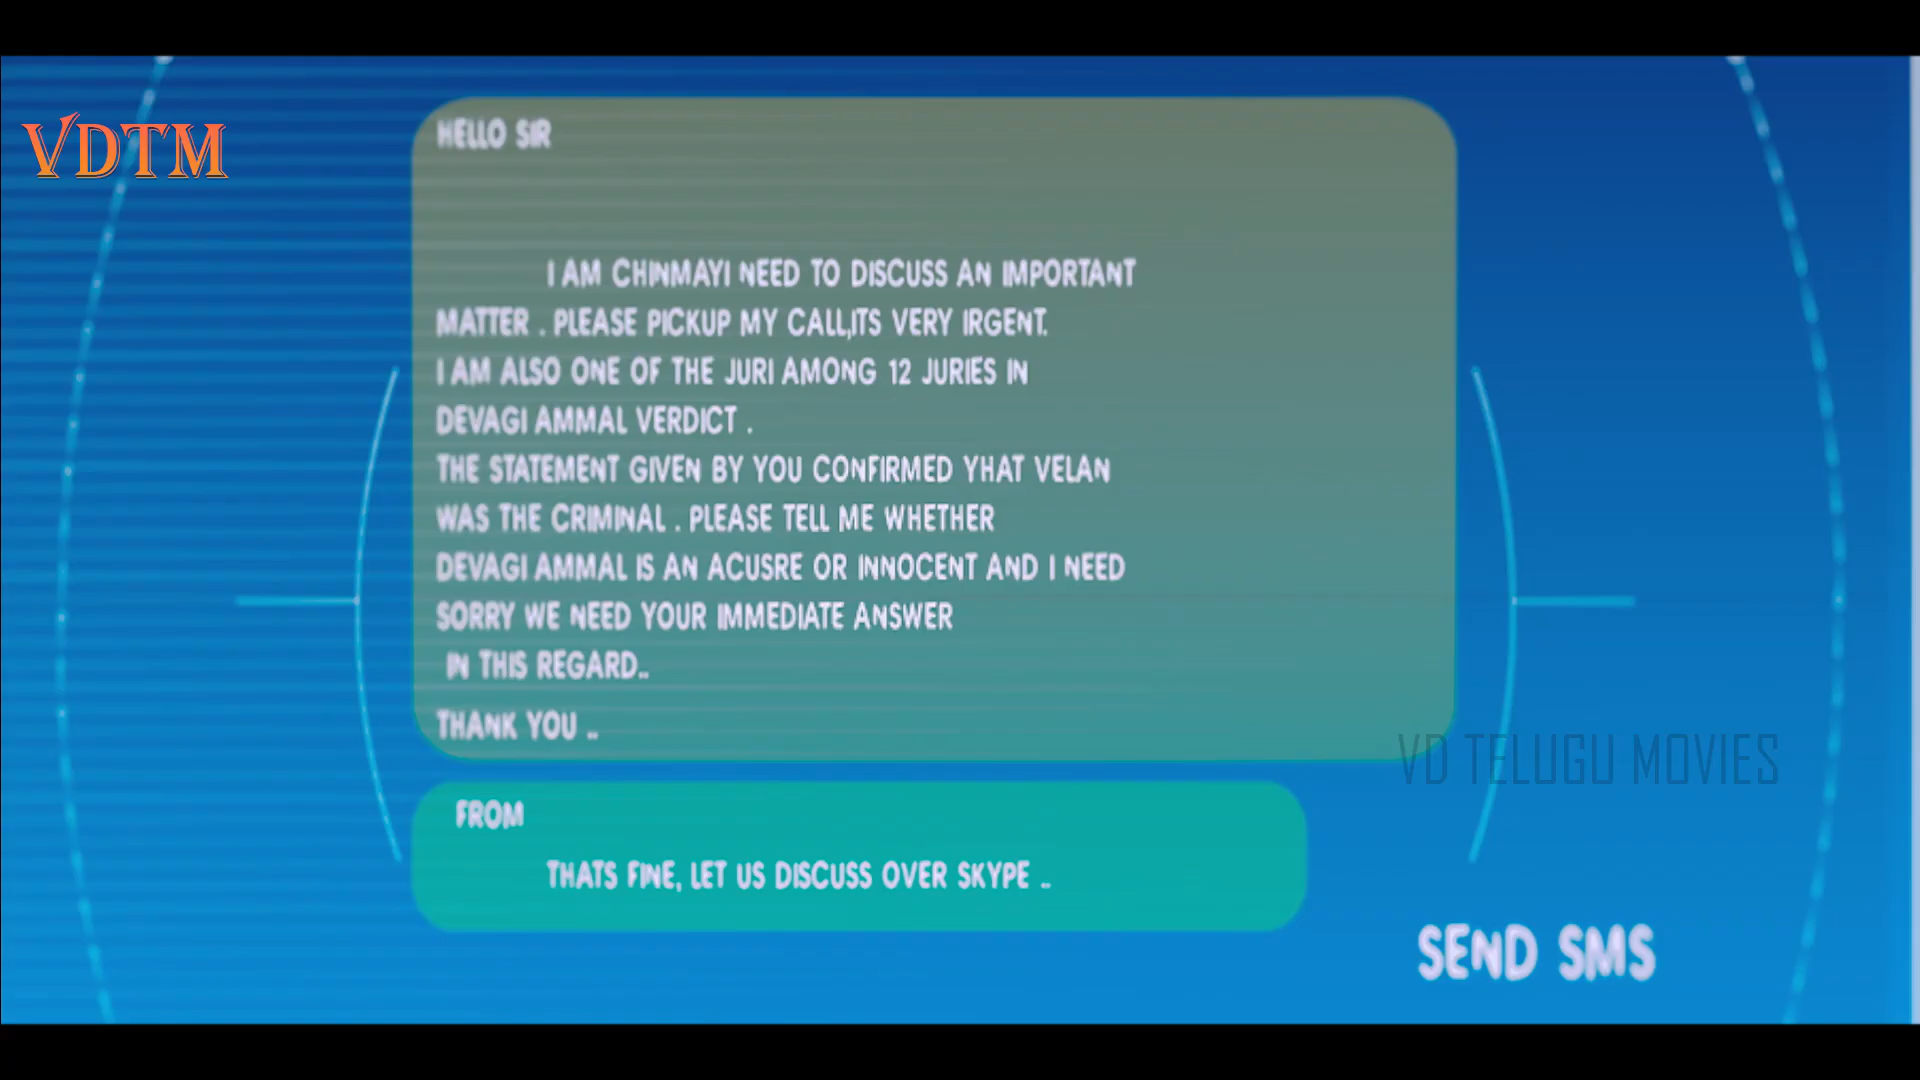 VDTM
HELLO SIR
I AM CHINMAYI NEED TO DISCUSS AN IMPORTANT
MATTER . PLEASE PICKUP MY CALL,ITS VERY IRGENT.
I AM ALSO ONE OF THE JURI AMONG 12 JURIES IN
DEVAGI AMMAL VERDICT .
THE STATEMENT GIVEN BY YOU CONFIRMED YHAT VELAN
WAS THE CRIMINAL . PLEASE TELL ME WHETHER
DEVAGI AMMAL IS AN ACUSRE OR INNOCENT AND I NEED
SORRY WE NEED YOUR IMMEDIATE ANSWER
IN THIS REGARD..
THANK YOU ..
VD TELUGU MOVIES
FROM
THATS FINE, LET US DISCUSS OVER SKYPE ..
SEND SMS